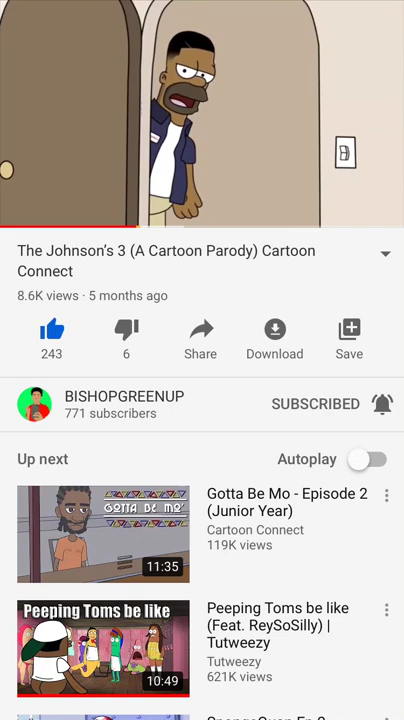 The Johnson's 3 (A Cartoon Parody) Cartoon
Connect
8.6K views · 5 months ago
243
6
Share
Download
Save
BISHOPGREENUP
771 subscribers
SUBSCRIBED
Up next
Autoplay
GOTTA BE MO'
11:35
Gotta Be Mo - Episode 2
(Junior Year)
Cartoon Connect
119K views
Peeping Toms be like
10:49
Peeping Toms be like
(Feat. ReySoSilly) |
Tutweezy
Tutweezy
621K views